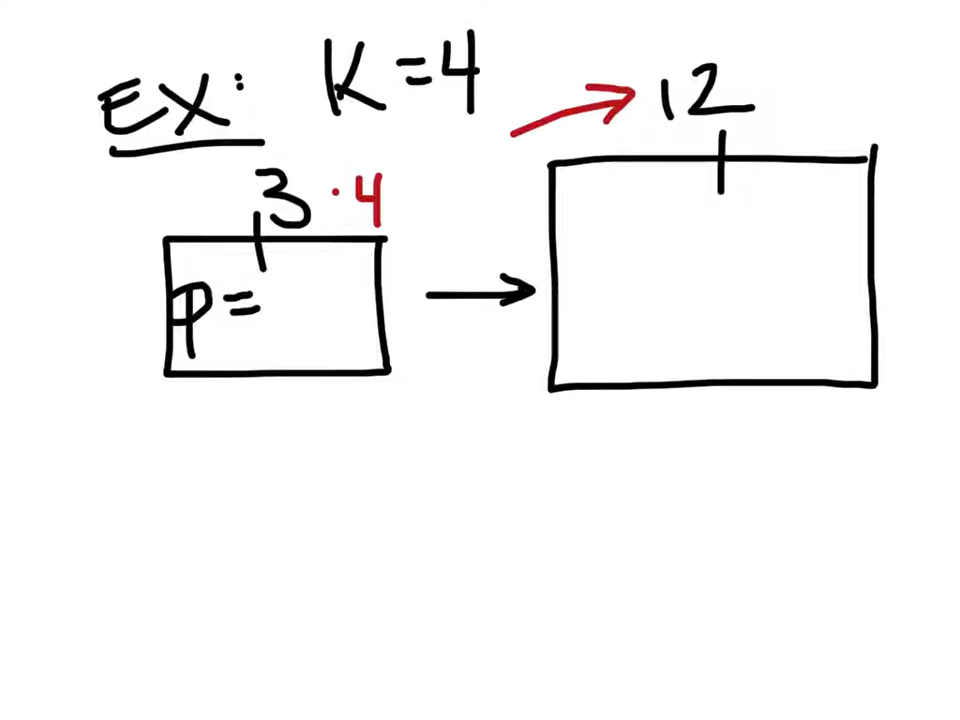 EX: K = 4
3 · 4
12
P =